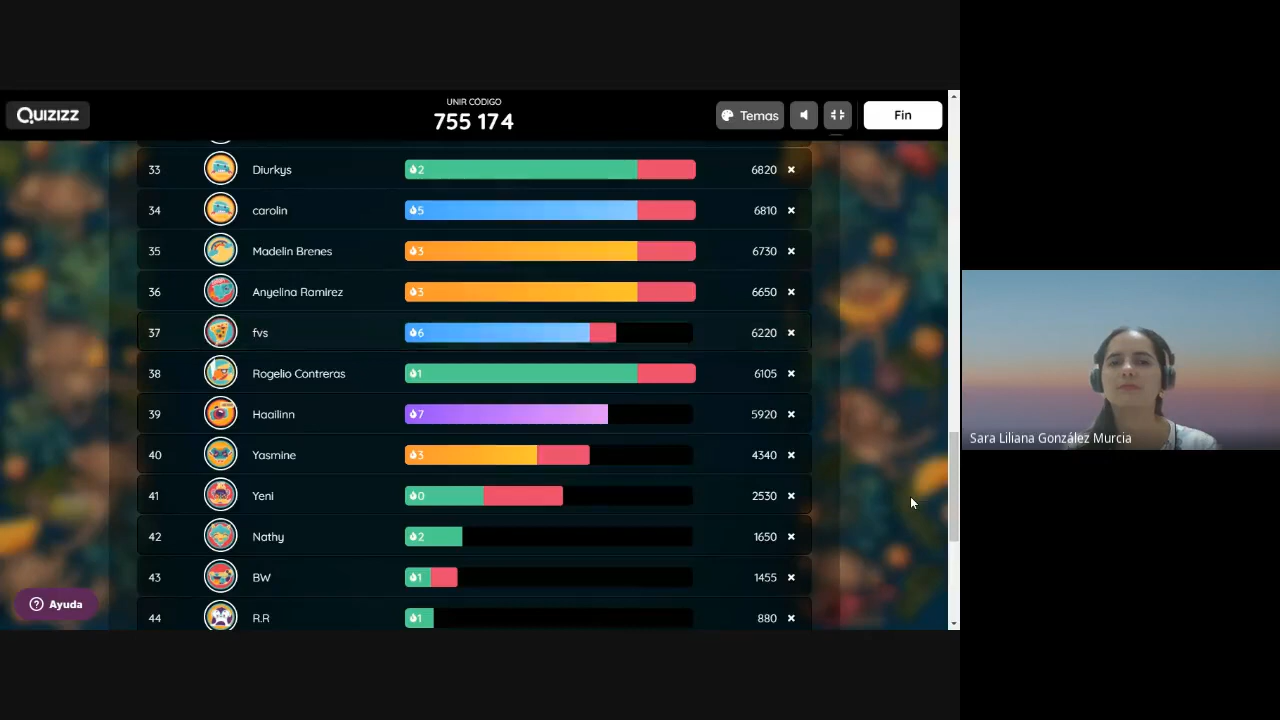 Quizizz
UNIR CÓDIGO
755 174
Temas
Fin
33 Diurkys 2 6820
34 carolin 5 6810
35 Madelin Brenes 3 6730
36 Anyelina Ramirez 3 6650
37 fvs 6 6220
38 Rogelio Contreras 1 6105
39 Haailinn 7 5920
40 Yasmine 3 4340
41 Yeni 0 2530
42 Nathy 2 1650
43 BW 1 1455
44 R.R 1 880
Ayuda
Sara Liliana González Murcia